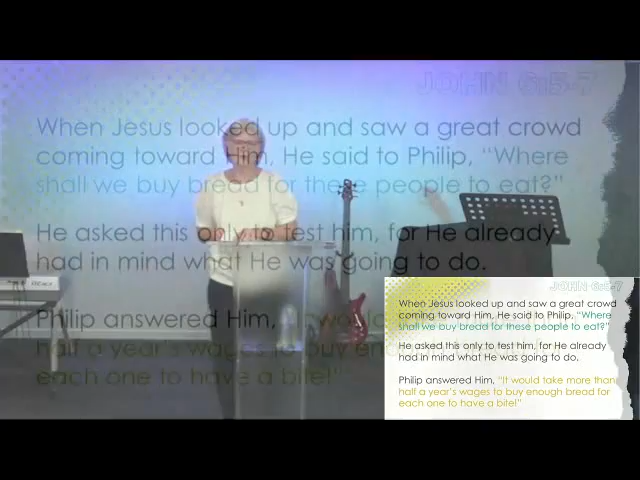 JOHN 6:5-7
When Jesus looked up and saw a great crowd
coming toward Him, He said to Philip, “Where
shall we buy bread for these people to eat?”
He asked this only to test him, for He already
had in mind what He was going to do.
Philip answered Him, “It would take more than
half a year’s wages to buy enough bread for
each one to have a bite!”
JOHN 6:5-7
When Jesus looked up and saw a great crowd
coming toward Him, He said to Philip, “Where
shall we buy bread for these people to eat?”
He asked this only to test him, for He already
had in mind what He was going to do.
Philip answered Him, “It would take more than
half a year’s wages to buy enough bread for
each one to have a bite!”